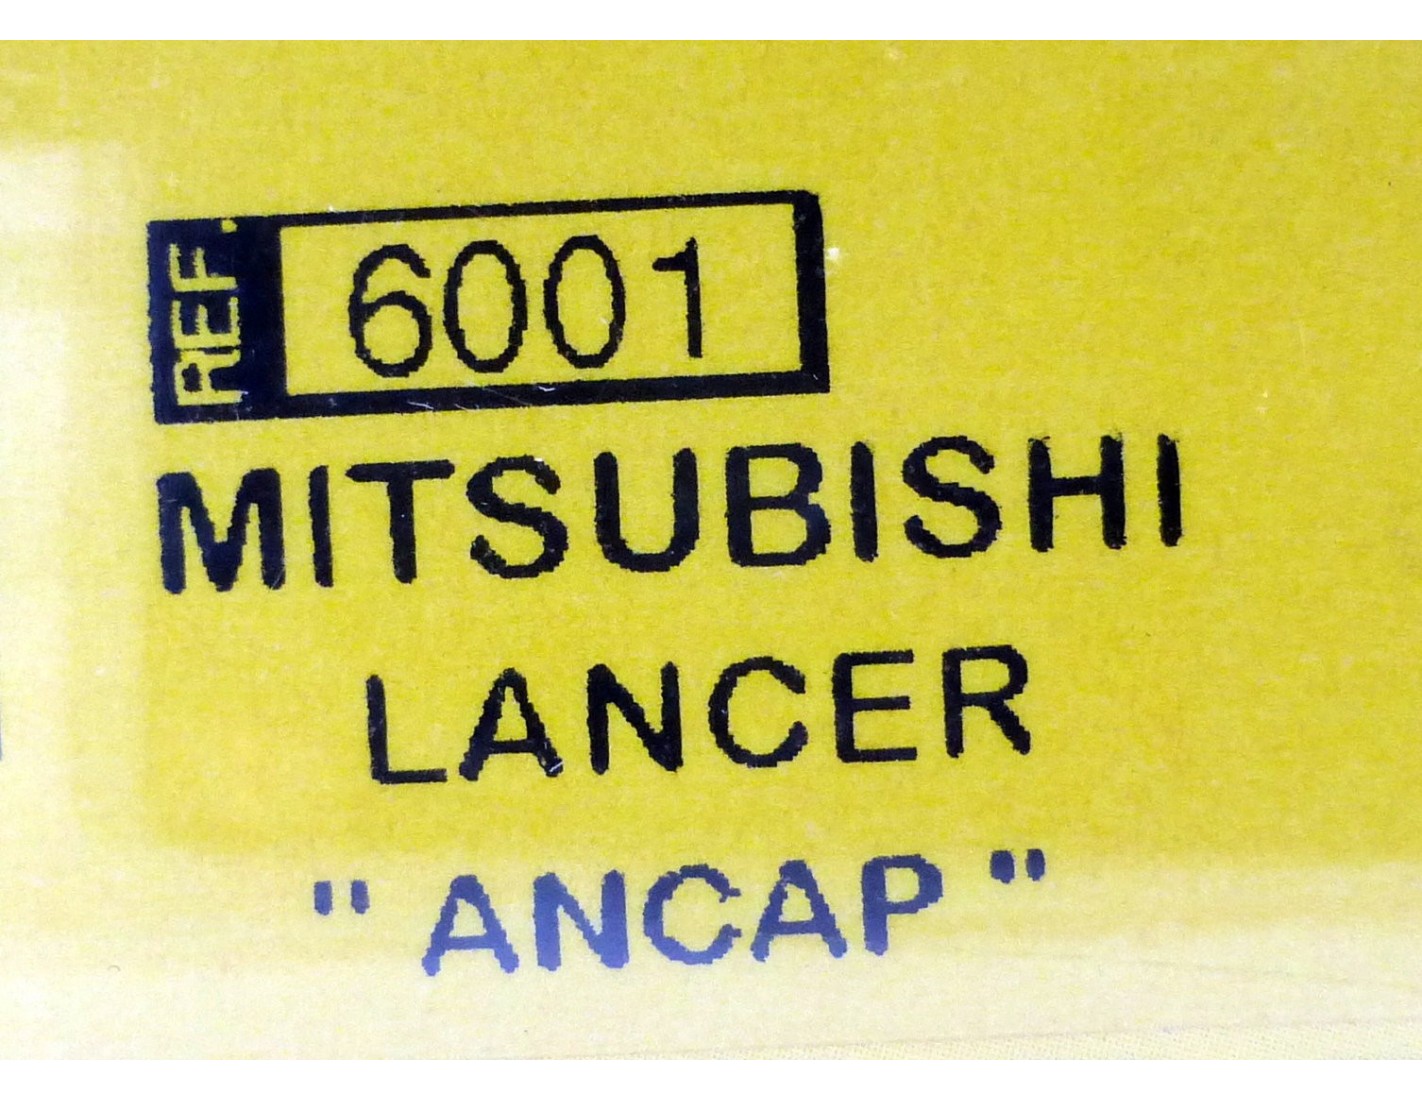 REF. 6001
MITSUBISHI
LANCER
" ANCAP "